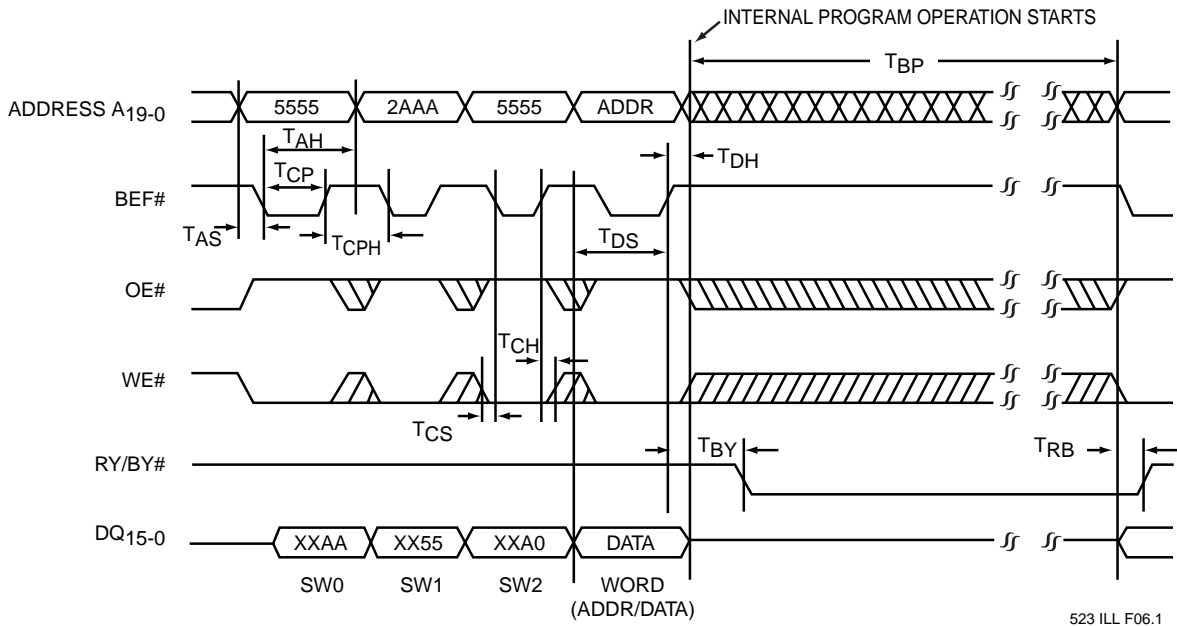 INTERNAL PROGRAM OPERATION STARTS
TBP
ADDRESS A19-0
5555
2AAA
5555
ADDR
TAH
TDH
TCP
BEF#
TAS
TCPH
TDS
OE#
TCH
WE#
TCS
TBY
TRB
RY/BY#
DQ15-0
XXAA
XX55
XXA0
DATA
SW0
SW1
SW2
WORD
(ADDR/DATA)
523 ILL F06.1